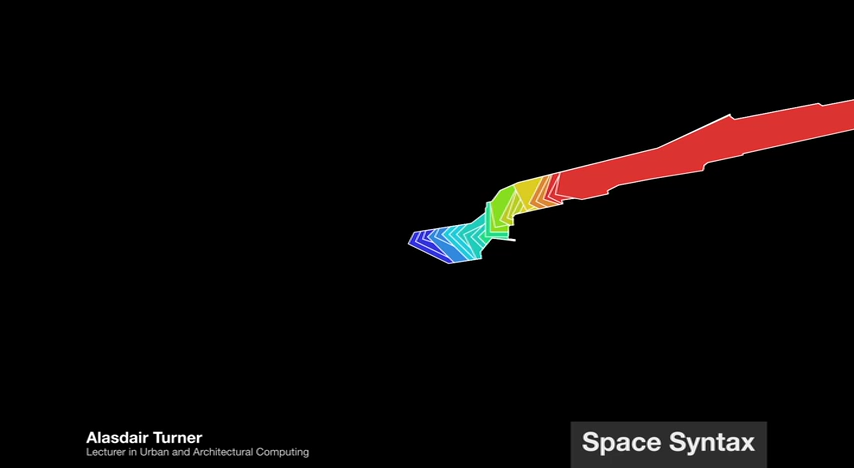 Alasdair Turner
Lecturer in Urban and Architectural Computing
Space Syntax